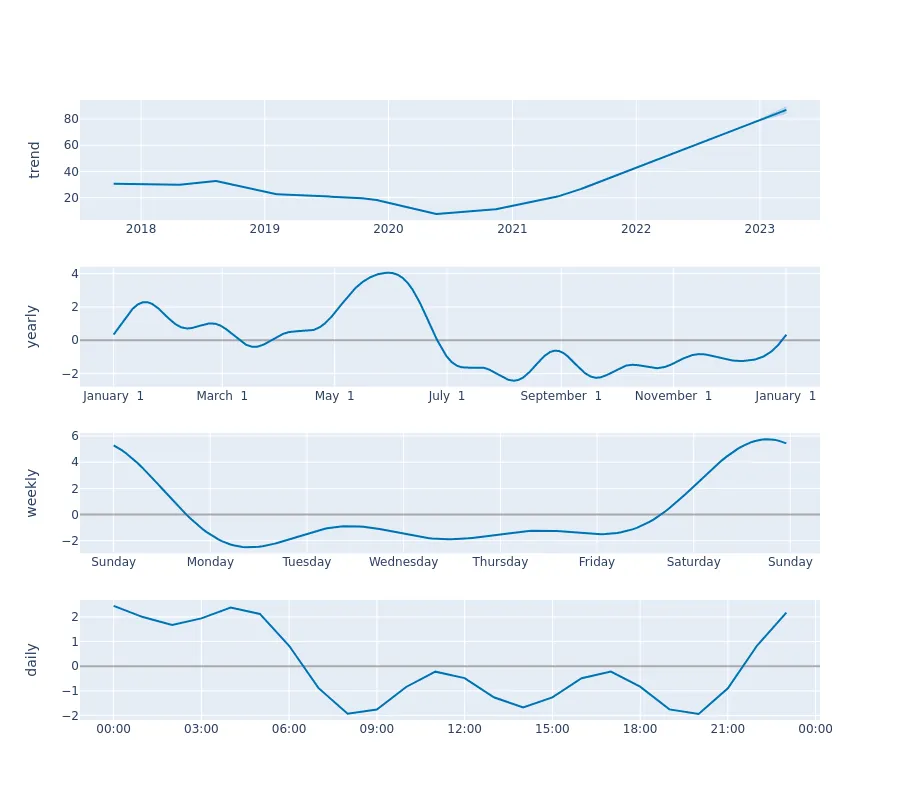 trend
80
60
40
20
2018 2019 2020 2021 2022 2023
yearly
4
2
0
−2
January 1 March 1 May 1 July 1 September 1 November 1 January 1
weekly
6
4
2
0
−2
Sunday Monday Tuesday Wednesday Thursday Friday Saturday Sunday
daily
2
1
0
−1
−2
00:00 03:00 06:00 09:00 12:00 15:00 18:00 21:00 00:00